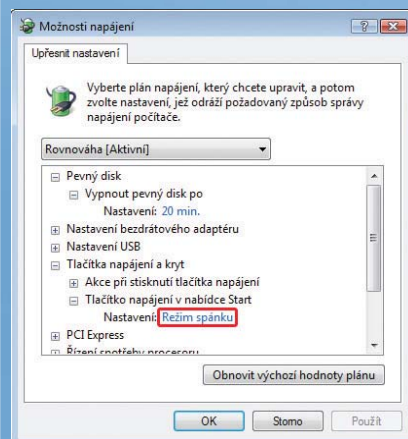 Možnosti napájení
Upřesnit nastavení
Vyberte plán napájení, který chcete upravit, a potom
zvolte nastavení, jež odráží požadovaný způsob správy
napájení počítače.
Rovnováha [Aktivní]
Pevný disk
Vypnout pevný disk po
Nastavení: 20 min.
Nastavení bezdrátového adaptéru
Nastavení USB
Tlačítka napájení a kryt
Akce při stisknutí tlačítka napájení
Tlačítko napájení v nabídce Start
Nastavení: Režim spánku
PCI Express
Řízení spotřeby procesoru
Obnovit výchozí hodnoty plánu
OK Storno Použít